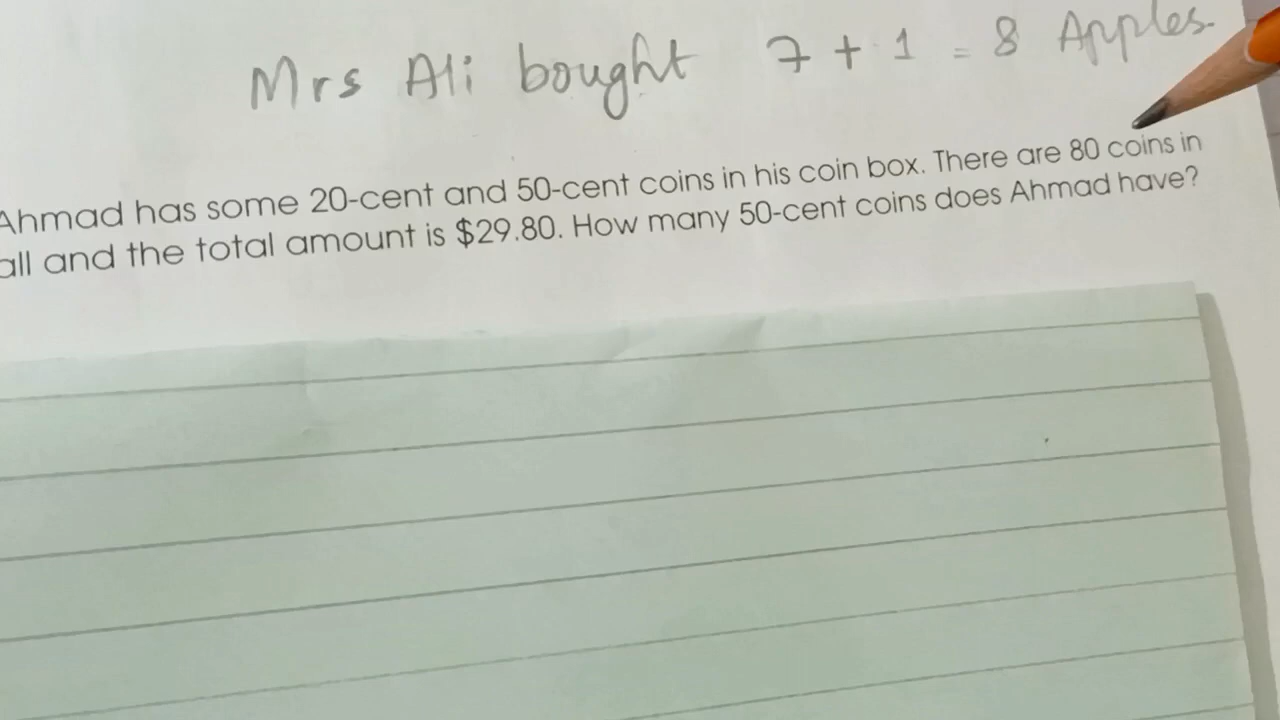 Mrs Ali bought 7 + 1 = 8 Apples.
Ahmad has some 20-cent and 50-cent coins in his coin box. There are 80 coins in
all and the total amount is $29.80. How many 50-cent coins does Ahmad have?